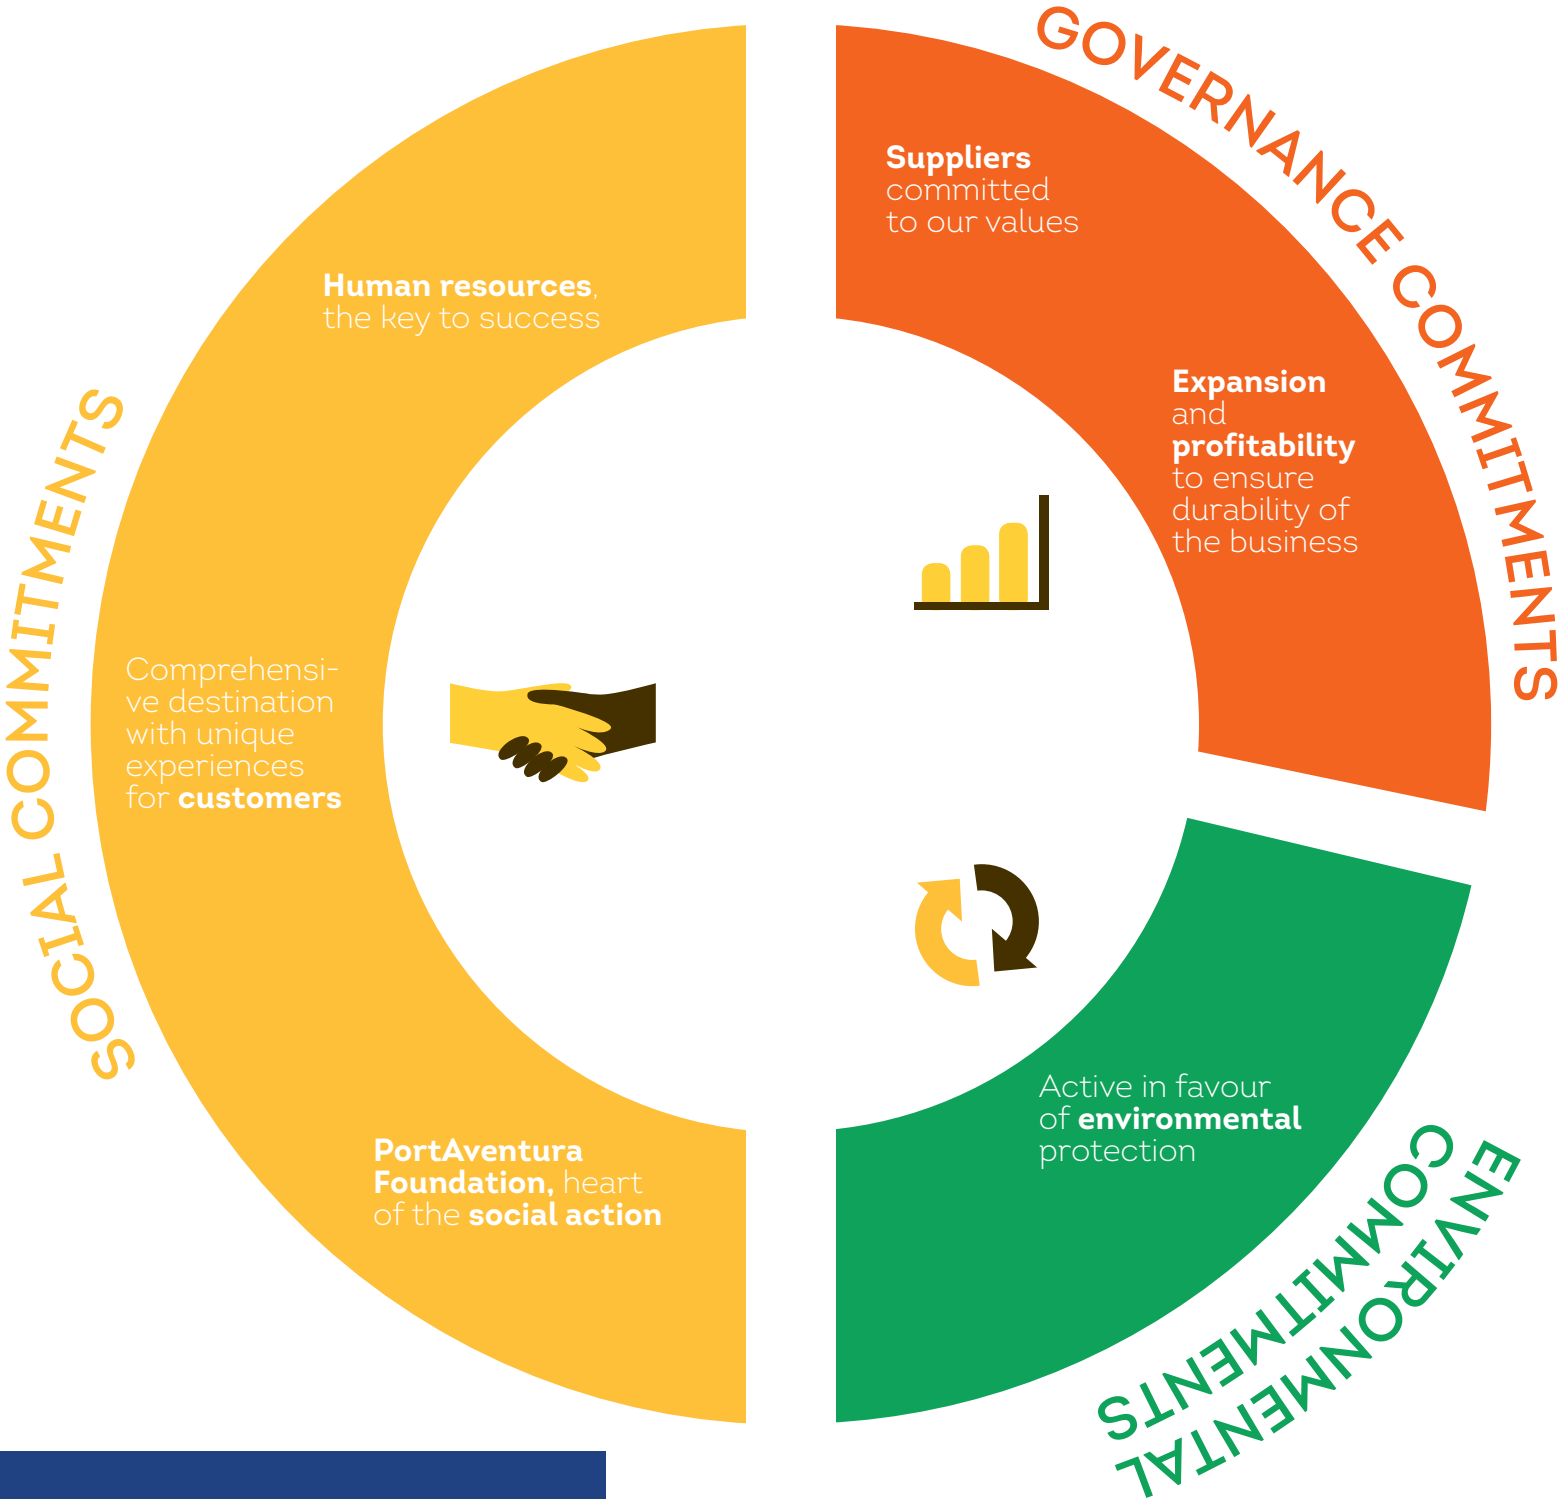 SOCIAL COMMITMENTS
Human resources,
the key to success
Comprehensi-
ve destination
with unique
experiences
for customers
PortAventura
Foundation, heart
of the social action
GOVERNANCE COMMITMENTS
Suppliers
committed
to our values
Expansion
and
profitability
to ensure
durability of
the business
Active in favour
of environmental
protection
ENVIRONMENTAL
COMMITMENTS